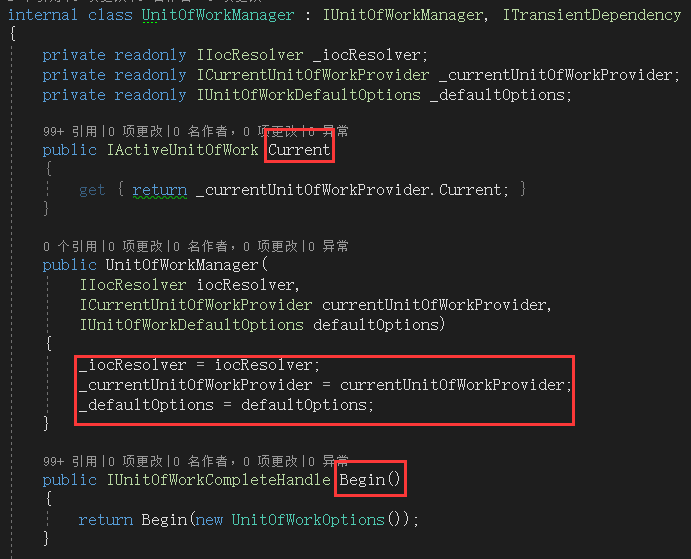 internal class UnitOfWorkManager : IUnitOfWorkManager, ITransientDependency
{
private readonly IIocResolver _iocResolver;
private readonly ICurrentUnitOfWorkProvider _currentUnitOfWorkProvider;
private readonly IUnitOfWorkDefaultOptions _defaultOptions;
99+ 引用|0 项更改|0 名作者，0 项更改|0 异常
public IActiveUnitOfWork Current
{
get { return _currentUnitOfWorkProvider.Current; }
}
0 个引用|0 项更改|0 名作者，0 项更改|0 异常
public UnitOfWorkManager(
IIocResolver iocResolver,
ICurrentUnitOfWorkProvider currentUnitOfWorkProvider,
IUnitOfWorkDefaultOptions defaultOptions)
{
_iocResolver = iocResolver;
_currentUnitOfWorkProvider = currentUnitOfWorkProvider;
_defaultOptions = defaultOptions;
}
99+ 引用|0 项更改|0 名作者，0 项更改|0 异常
public IUnitOfWorkCompleteHandle Begin()
{
return Begin(new UnitOfWorkOptions());
}